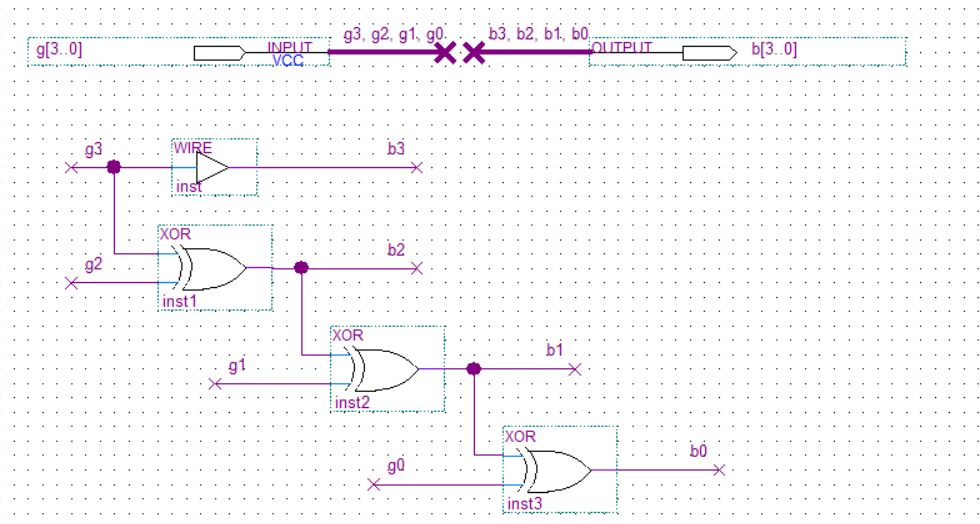 g[3..0] INPUT VCC g3, g2, g1, g0 b3, b2, b1, b0 OUTPUT b[3..0]
g3 WIRE b3
inst
XOR
g2 b2
inst1
XOR
g1 b1
inst2
XOR
g0 b0
inst3